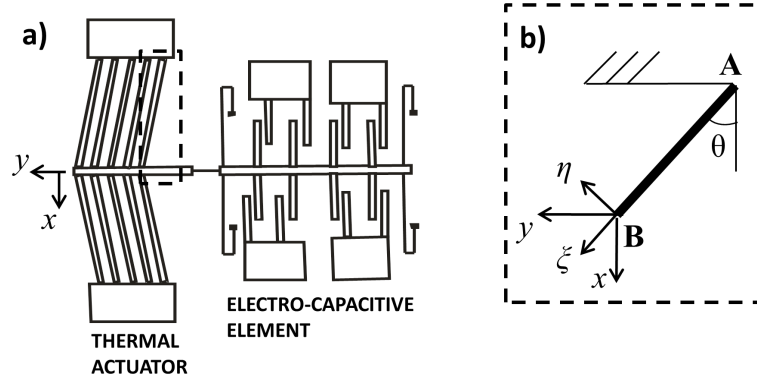 a)
y
x
THERMAL
ACTUATOR
ELECTRO-CAPACITIVE
ELEMENT
b)
A
θ
η
y
B
ξ
x